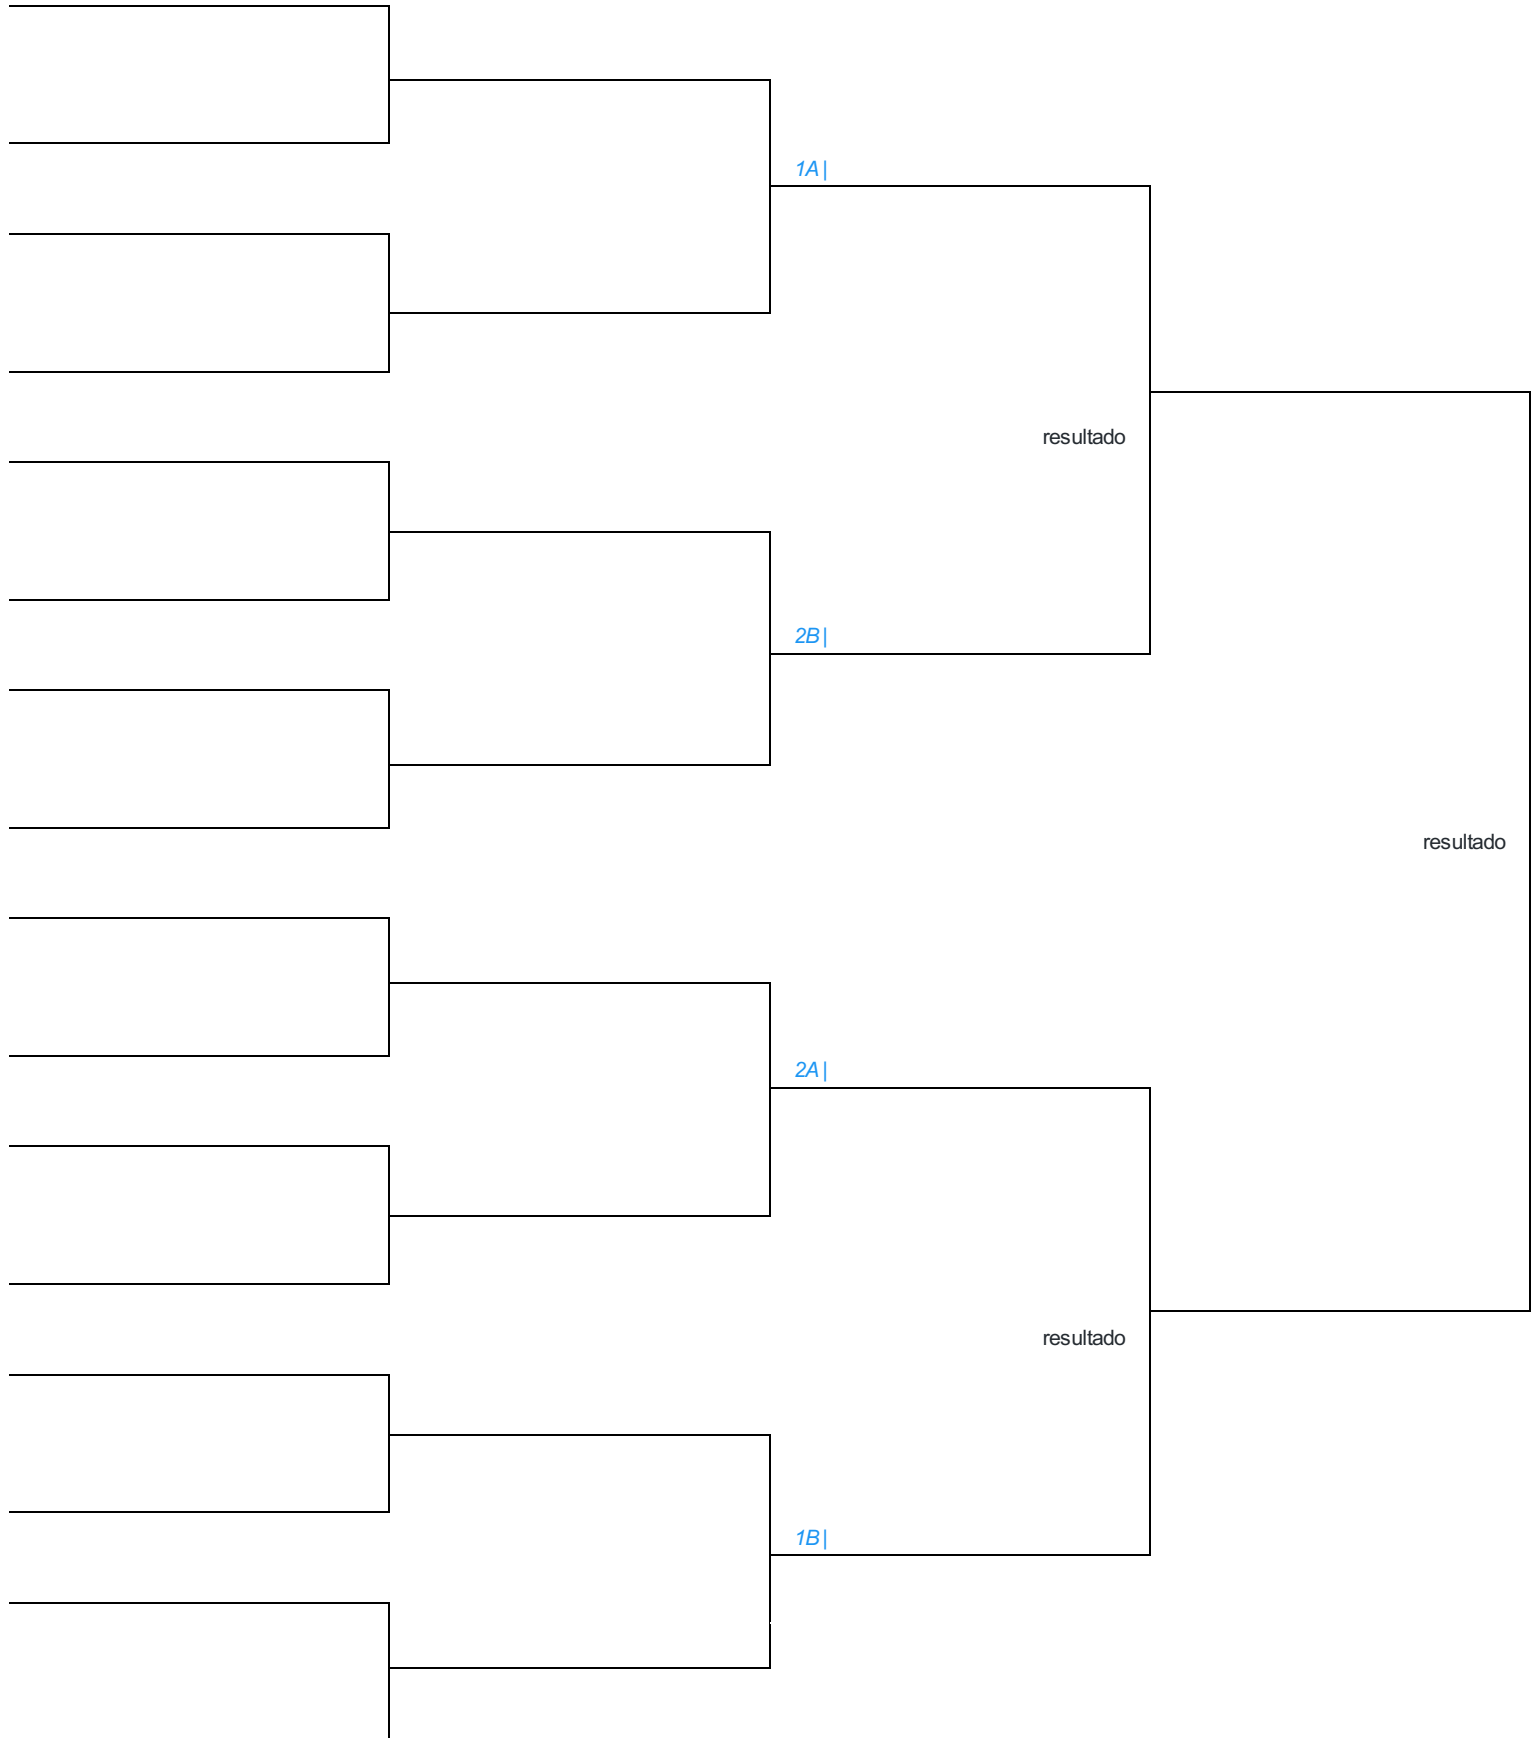 1A |
resultado
2B |
resultado
2A |
resultado
1B |